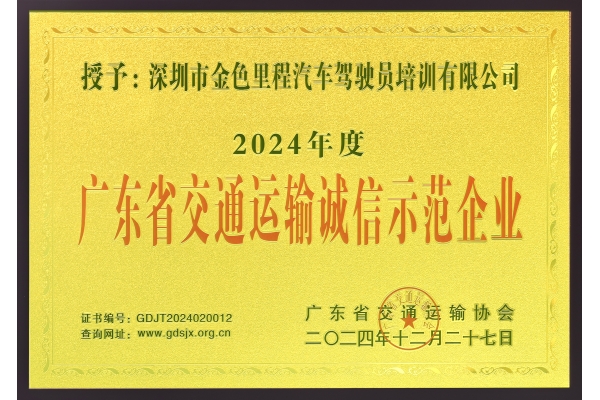 授予：深圳市金色里程汽车驾驶员培训有限公司
2024年度
广东省交通运输诚信示范企业
证书编号：GDJT2024020012
查询网址：www.gdsjx.org.cn
广东省交通运输协会
二〇二四年十二月二十七日